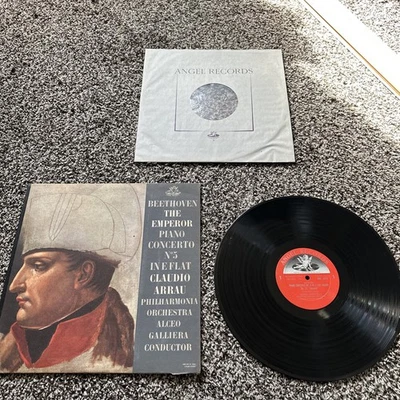 ANGEL RECORDS
BEETHOVEN
THE
EMPEROR
PIANO
CONCERTO
Nº5
IN E FLAT
CLAUDIO
ARRAU
PHILHARMONIA
ORCHESTRA
ALCEO
GALLIERA
CONDUCTOR